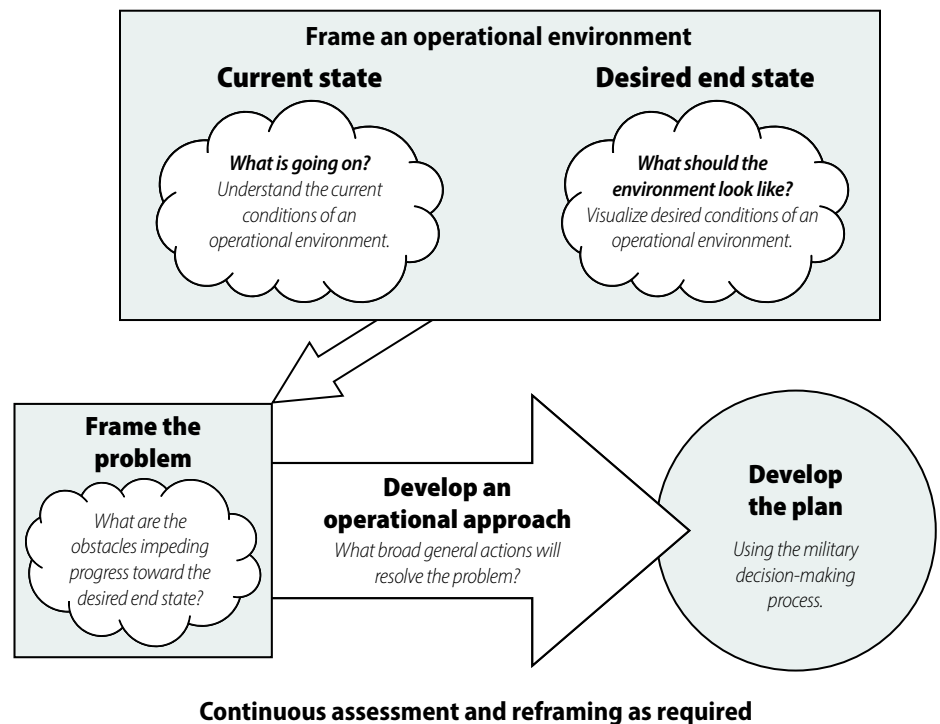 Frame an operational environment
Current state
What is going on?
Understand the current
conditions of an
operational environment.
Desired end state
What should the
environment look like?
Visualize desired conditions of an
operational environment.
Frame the
problem
What are the
obstacles impeding
progress toward the
desired end state?
Develop an
operational approach
What broad general actions will
resolve the problem?
Develop
the plan
Using the military
decision-making
process.
Continuous assessment and reframing as required